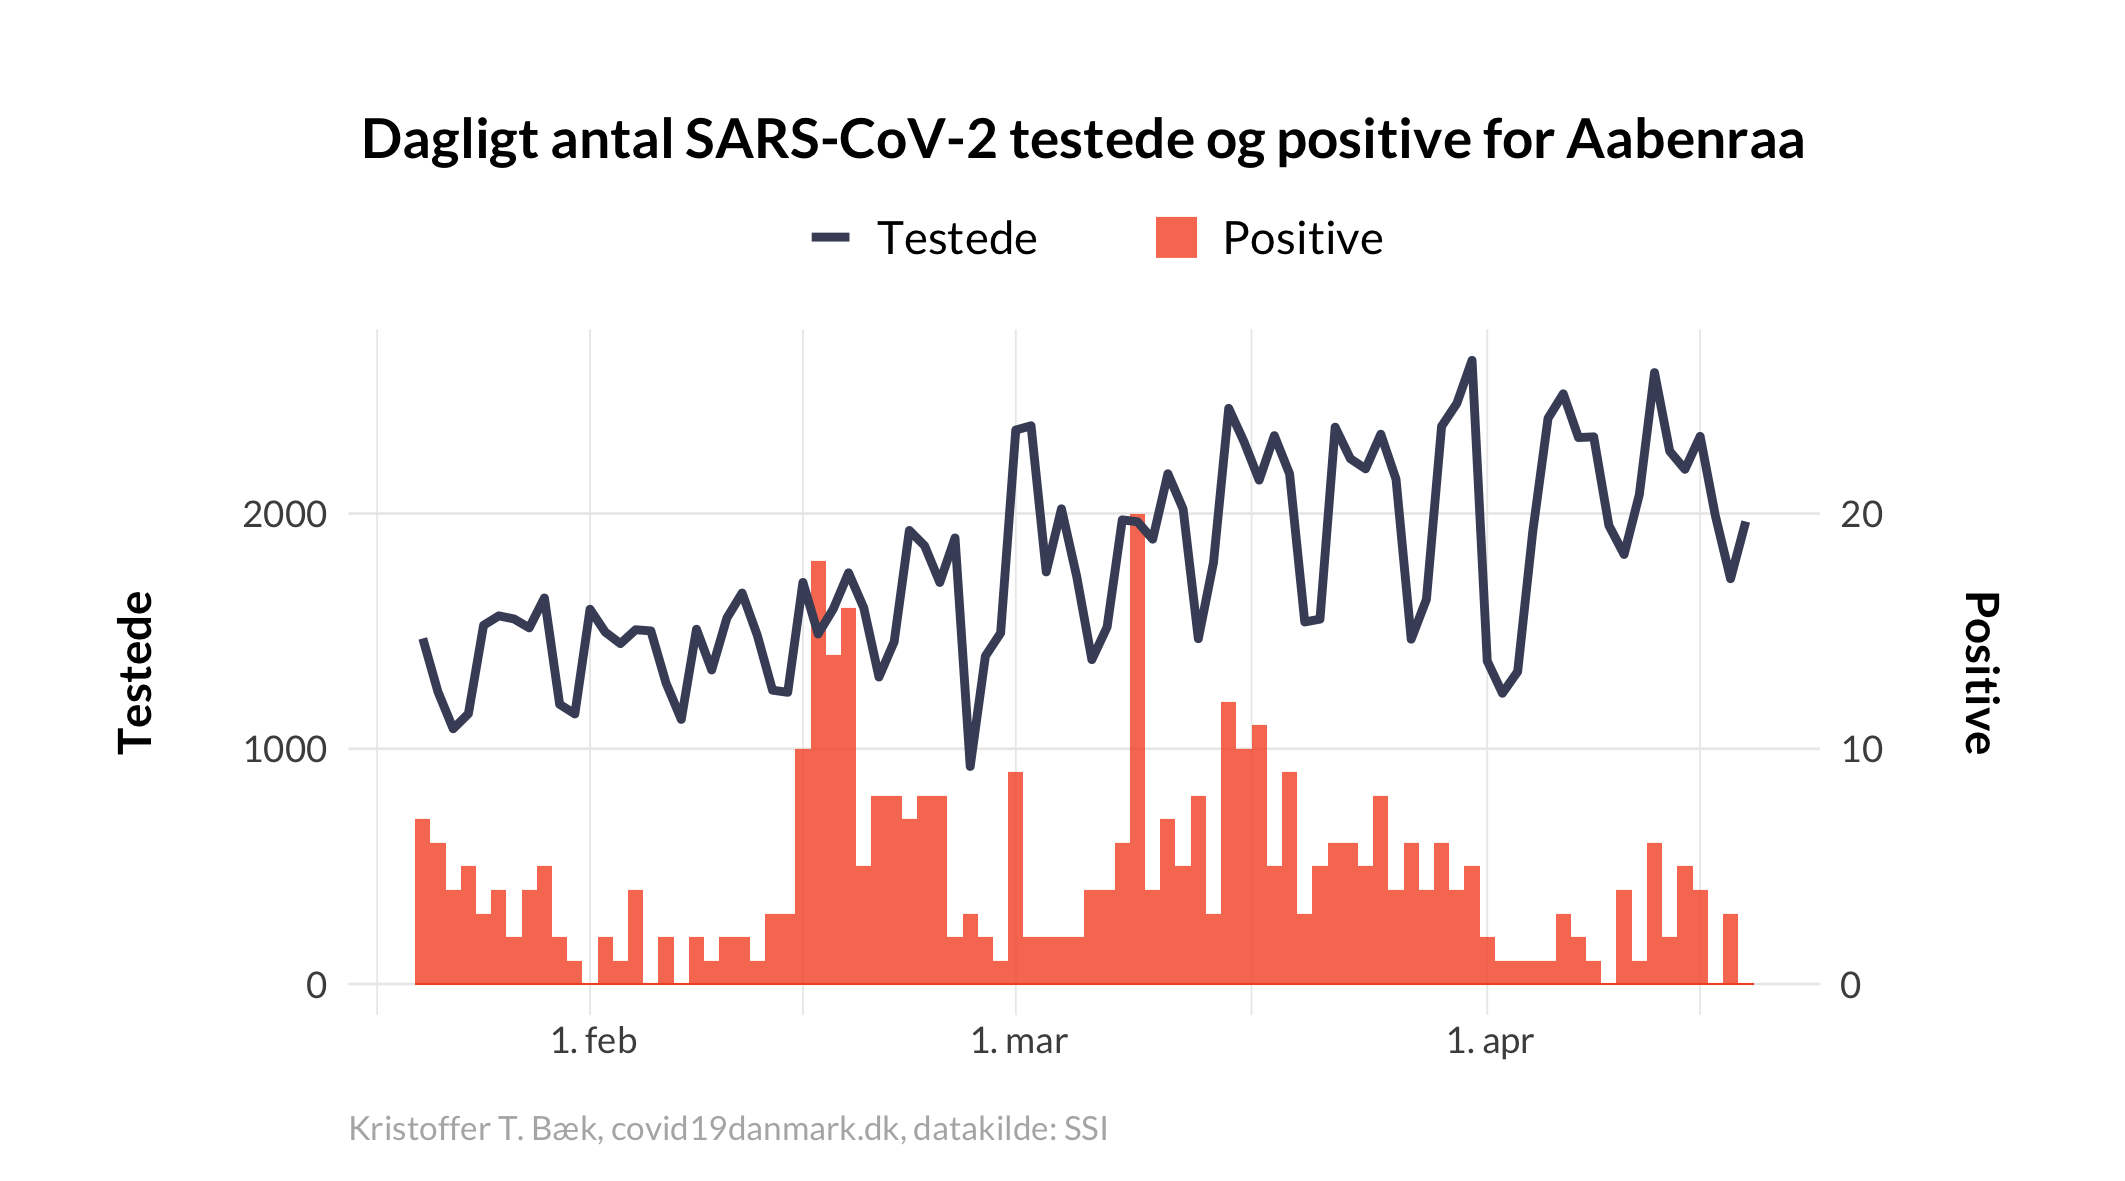 Dagligt antal SARS-CoV-2 testede og positive for Aabenraa
Testede
Positive
Testede
2000
1000
0
20
10
0
Positive
1. feb
1. mar
1. apr
Kristoffer T. Bæk, covid19danmark.dk, datakilde: SSI